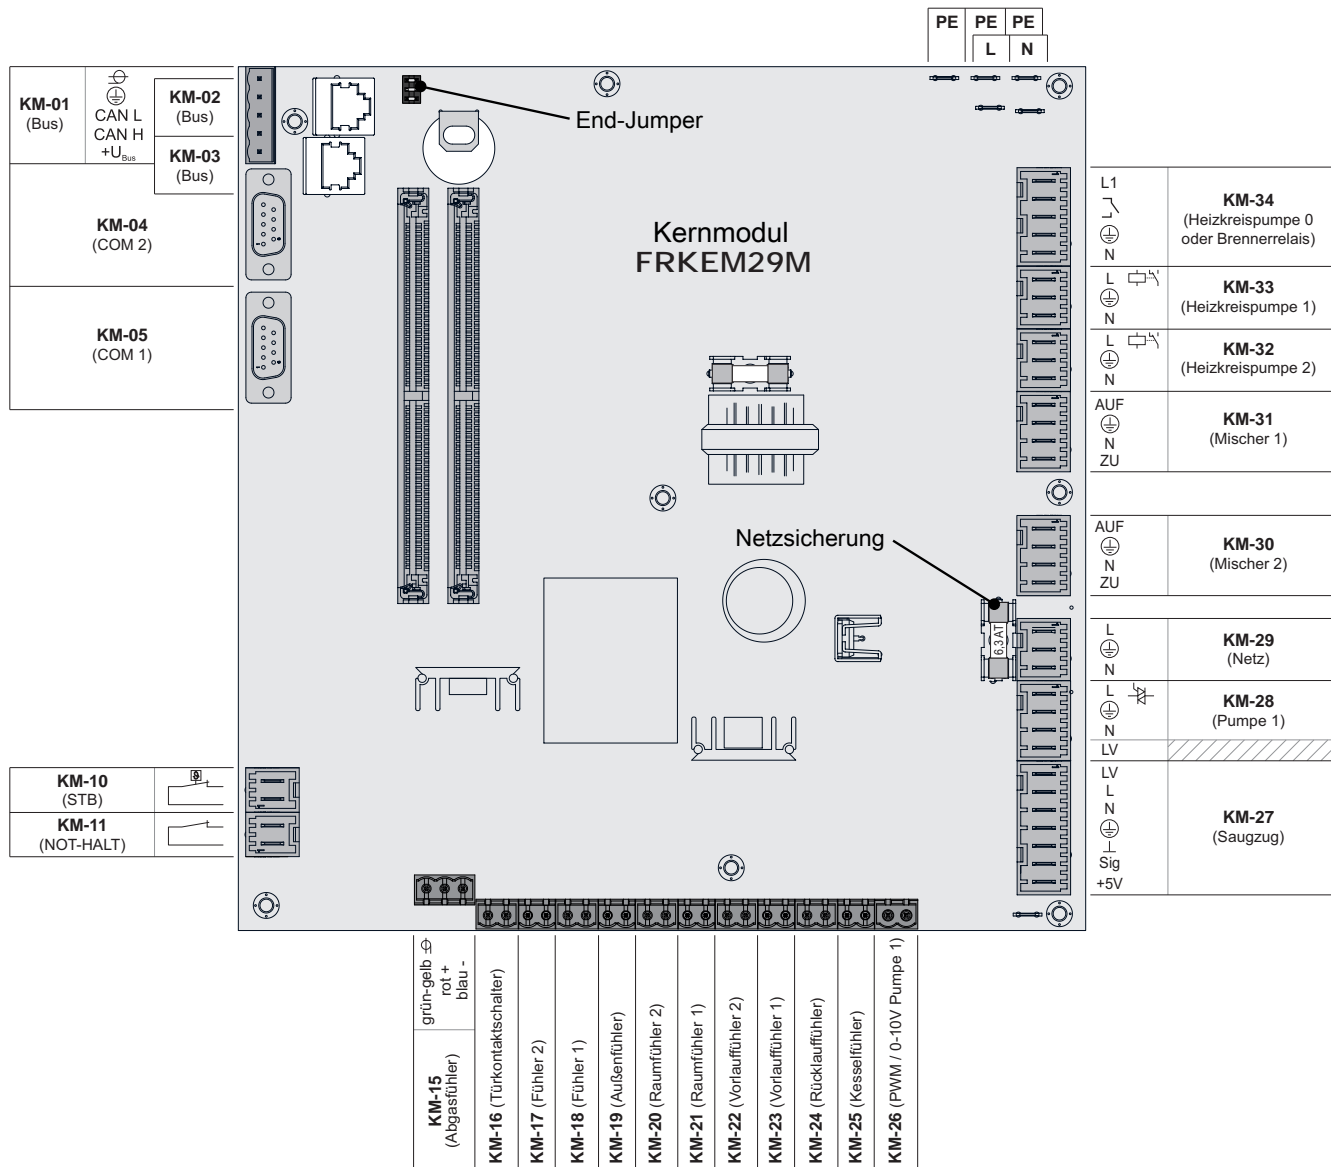 PE PE PE
L N
KM-01
(Bus)
CAN L
CAN H
+U Bus
KM-02
(Bus)
KM-03
(Bus)
KM-04
(COM 2)
KM-05
(COM 1)
End-Jumper
Kernmodul
FRKEM29M
Netzsicherung
6,3 AT
L1
N
KM-34
(Heizkreispumpe 0
oder Brennerrelais)
L
N
KM-33
(Heizkreispumpe 1)
L
N
KM-32
(Heizkreispumpe 2)
AUF
N
ZU
KM-31
(Mischer 1)
AUF
N
ZU
KM-30
(Mischer 2)
L
N
KM-29
(Netz)
L
N
LV
KM-28
(Pumpe 1)
LV
L
N
Sig
+5V
KM-27
(Saugzug)
KM-10
(STB)
KM-11
(NOT-HALT)
grün-gelb
rot +
blau -
KM-15
(Abgasfühler)
KM-16 (Türkontaktschalter)
KM-17 (Fühler 2)
KM-18 (Fühler 1)
KM-19 (Außenfühler)
KM-20 (Raumfühler 2)
KM-21 (Raumfühler 1)
KM-22 (Vorlauffühler 2)
KM-23 (Vorlauffühler 1)
KM-24 (Rücklauffühler)
KM-25 (Kesselfühler)
KM-26 (PWM / 0-10V Pumpe 1)